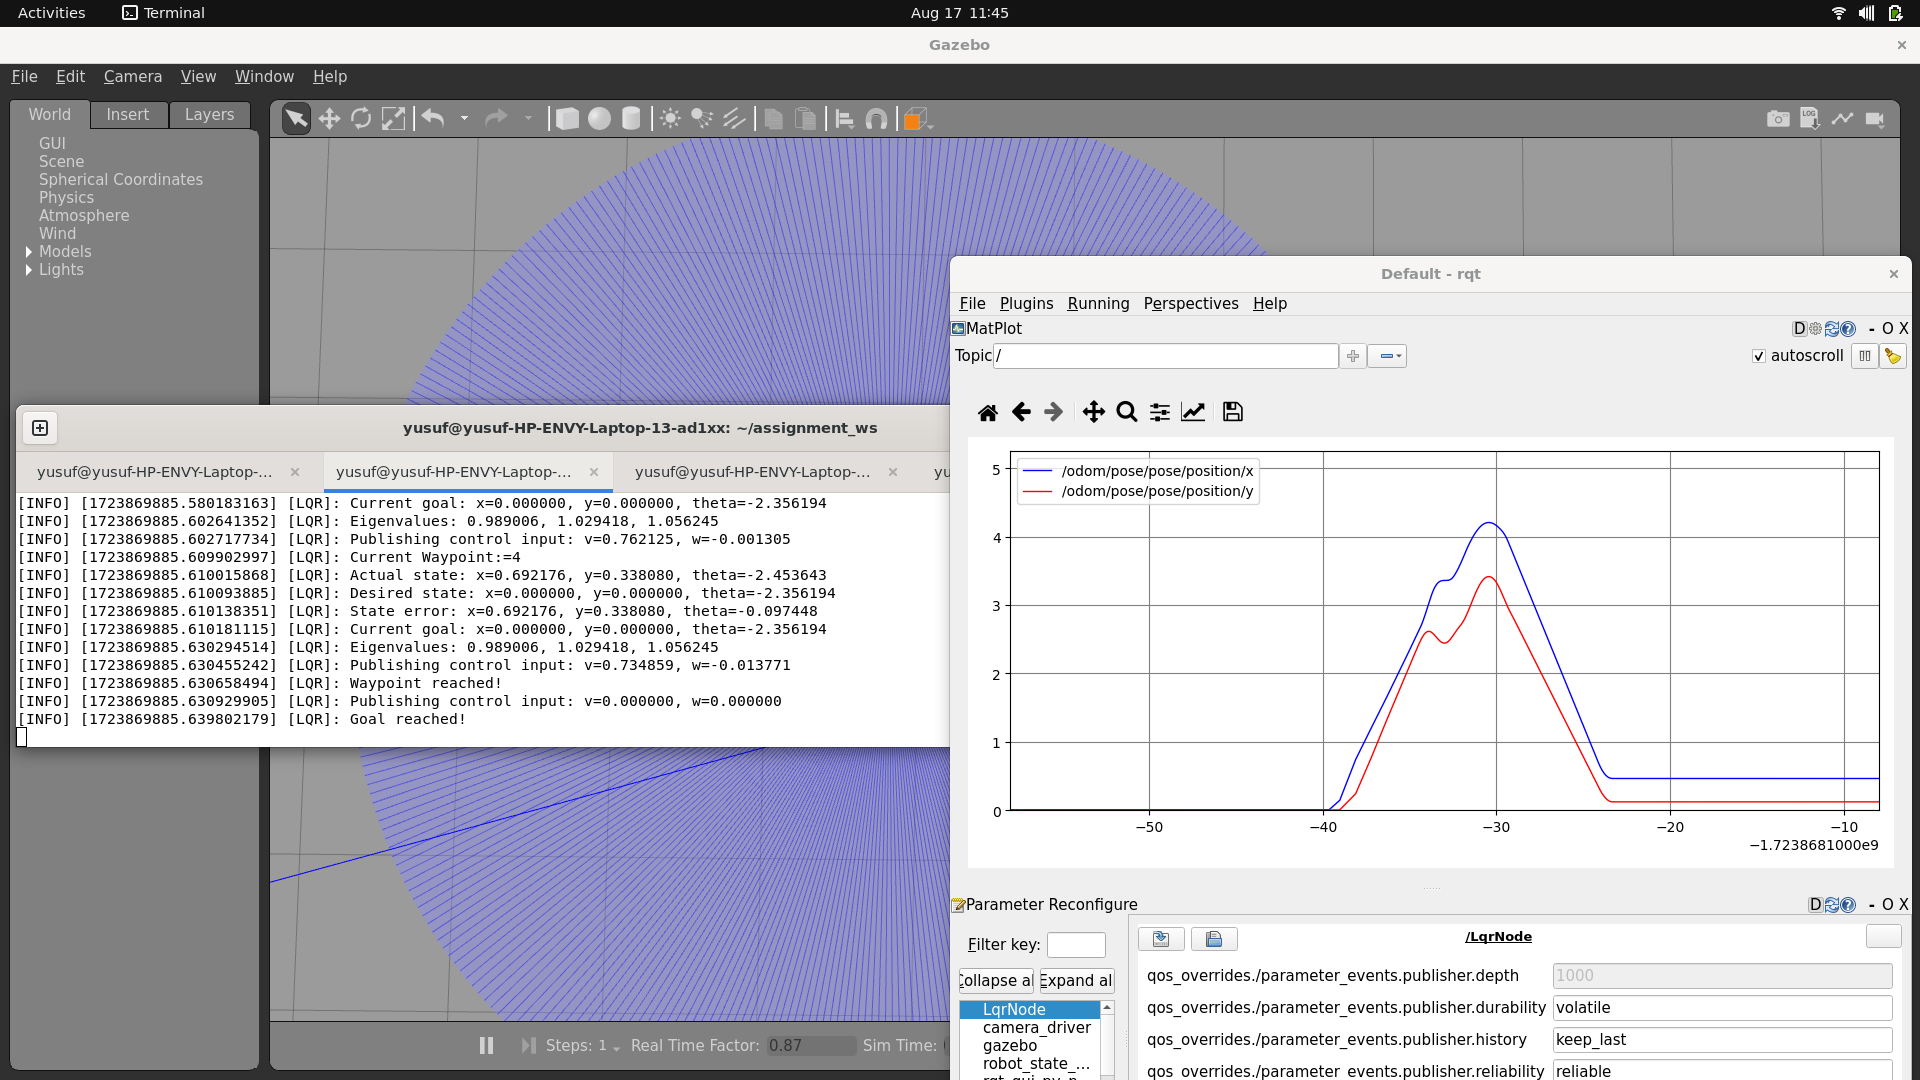 Activities
Terminal
Aug 17 11:45
Gazebo
File Edit Camera View Window Help
World Insert Layers
GUI
Scene
Spherical Coordinates
Physics
Atmosphere
Wind
Models
Lights
LOG
Default - rqt
File Plugins Running Perspectives Help
MatPlot
D - O X
Topic /
autoscroll
yusuf@yusuf-HP-ENVY-Laptop-13-ad1xx: ~/assignment_ws
yusuf@yusuf-HP-ENVY-Laptop-... yusuf@yusuf-HP-ENVY-Laptop-... yusuf@yusuf-HP-ENVY-Laptop-... yu
[INFO] [1723869885.580183163] [LQR]: Current goal: x=0.000000, y=0.000000, theta=-2.356194
[INFO] [1723869885.602641352] [LQR]: Eigenvalues: 0.989006, 1.029418, 1.056245
[INFO] [1723869885.602717734] [LQR]: Publishing control input: v=0.762125, w=-0.001305
[INFO] [1723869885.609902997] [LQR]: Current Waypoint:=4
[INFO] [1723869885.610015868] [LQR]: Actual state: x=0.692176, y=0.338080, theta=-2.453643
[INFO] [1723869885.610093885] [LQR]: Desired state: x=0.000000, y=0.000000, theta=-2.356194
[INFO] [1723869885.610138351] [LQR]: State error: x=0.692176, y=0.338080, theta=-0.097448
[INFO] [1723869885.610181115] [LQR]: Current goal: x=0.000000, y=0.000000, theta=-2.356194
[INFO] [1723869885.630294514] [LQR]: Eigenvalues: 0.989006, 1.029418, 1.056245
[INFO] [1723869885.630455242] [LQR]: Publishing control input: v=0.734859, w=-0.013771
[INFO] [1723869885.630658494] [LQR]: Waypoint reached!
[INFO] [1723869885.630929905] [LQR]: Publishing control input: v=0.000000, w=0.000000
[INFO] [1723869885.639802179] [LQR]: Goal reached!
/odom/pose/pose/position/x
/odom/pose/pose/position/y
5
4
3
2
1
0
−50 −40 −30 −20 −10
−1.7238681000e9
Parameter Reconfigure
D - O X
Filter key:
Collapse al Expand al
LqrNode
camera_driver
gazebo
robot_state_...
/LqrNode
qos_overrides./parameter_events.publisher.depth 1000
qos_overrides./parameter_events.publisher.durability volatile
qos_overrides./parameter_events.publisher.history keep_last
qos_overrides./parameter_events.publisher.reliability reliable
Steps: 1 Real Time Factor: 0.87 Sim Time: